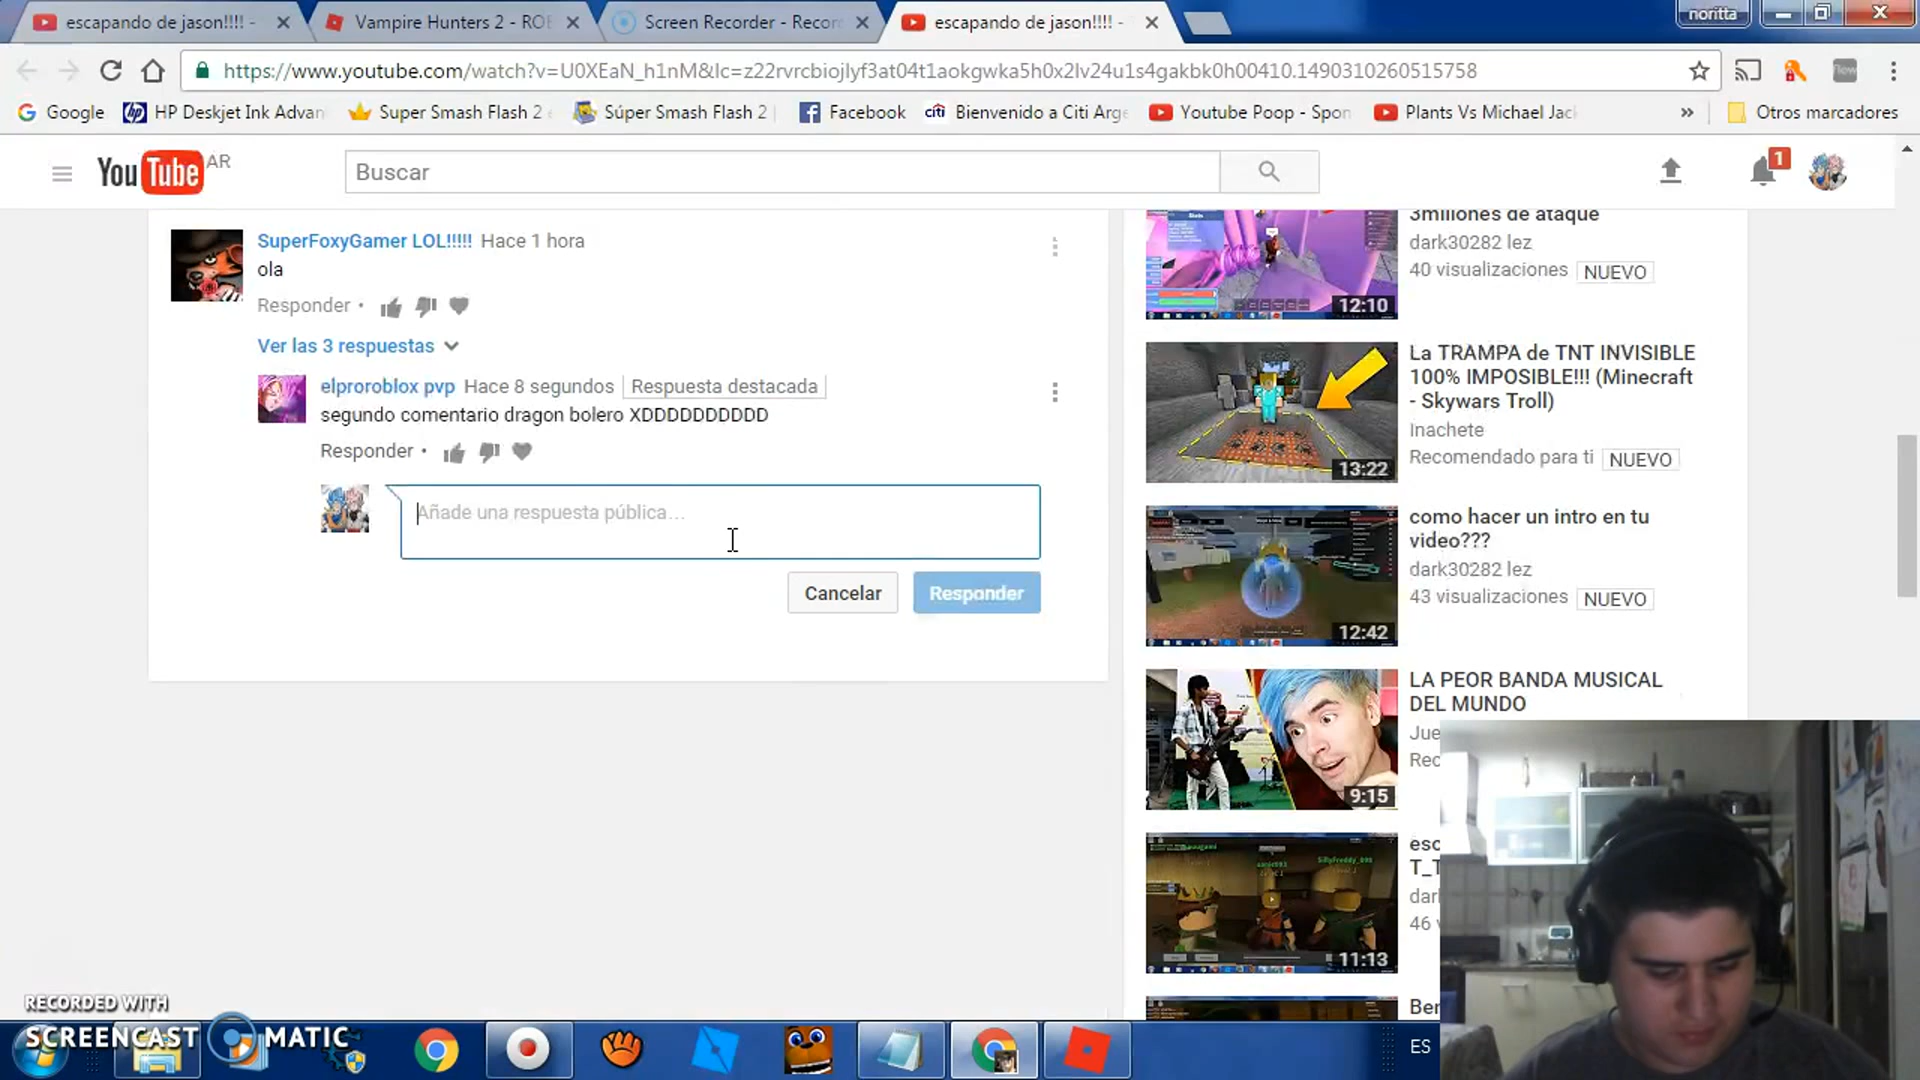 escapando de jason!!!! -
Vampire Hunters 2 - ROE
Screen Recorder - Recor
escapando de jason!!!! -
noritta
https://www.youtube.com/watch?v=U0XEaN_h1nM&lc=z22rvrcbiojlyf3at04t1aokgwka5h0x2lv24u1s4gakbk0h00410.1490310260515758
Google
HP Deskjet Ink Advan
Super Smash Flash 2
Súper Smash Flash 2
Facebook
citi
Bienvenido a Citi Arge
Youtube Poop - Spon
Plants Vs Michael Jac
»
Otros marcadores
YouTube AR
Buscar
1
SuperFoxyGamer LOL!!!!! Hace 1 hora
ola
Responder •
Ver las 3 respuestas
elproroblox pvp Hace 8 segundos Respuesta destacada
segundo comentario dragon bolero XDDDDDDDDDD
Responder •
Añade una respuesta pública...
Cancelar
Responder
3millones de ataque
dark30282 lez
40 visualizaciones NUEVO
12:10
La TRAMPA de TNT INVISIBLE
100% IMPOSIBLE!!! (Minecraft
- Skywars Troll)
Inachete
Recomendado para ti NUEVO
13:22
como hacer un intro en tu
video???
dark30282 lez
43 visualizaciones NUEVO
12:42
LA PEOR BANDA MUSICAL
DEL MUNDO
Jue
Rec
9:15
esc
T_T
dark
46 v
11:13
Ben
RECORDED WITH
SCREENCAST MATIC
ES